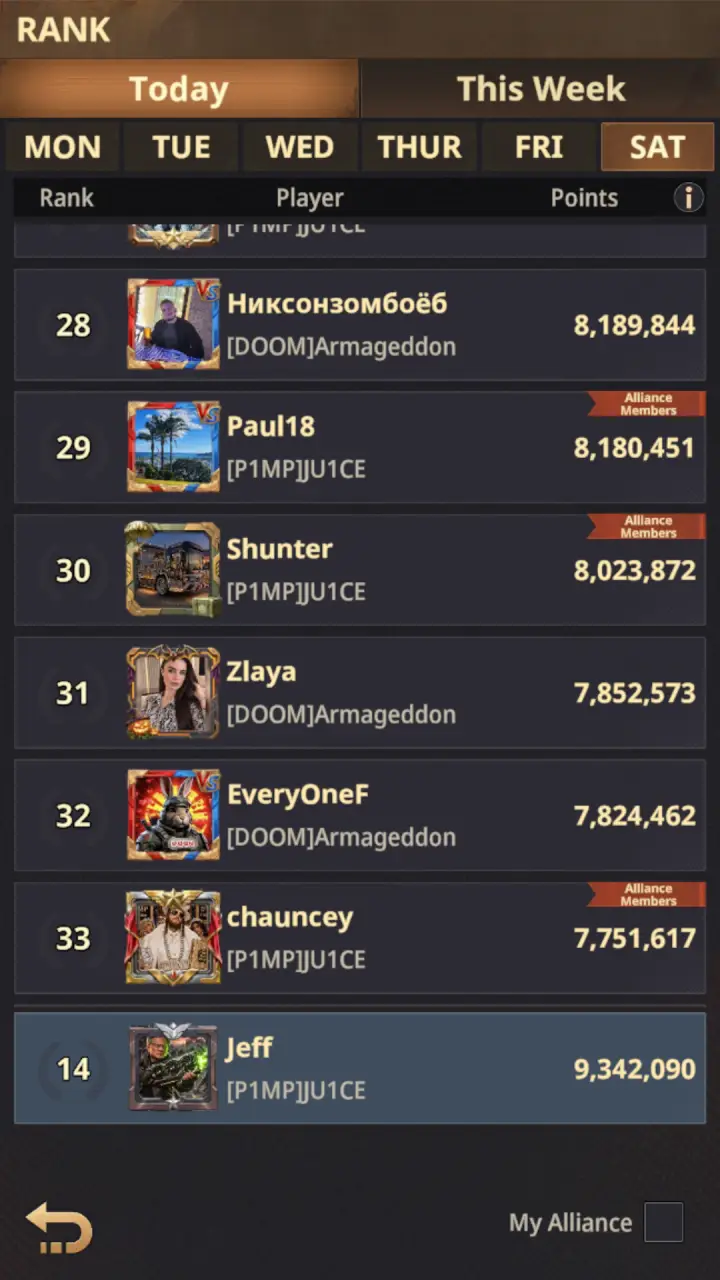 RANK
Today
This Week
MON TUE WED THUR FRI SAT
Rank Player Points
[P1MP]JU1CE
28
Никсонзомбоёб
[DOOM]Armageddon
8,189,844
Alliance
Members
29
Paul18
[P1MP]JU1CE
8,180,451
Alliance
Members
30
Shunter
[P1MP]JU1CE
8,023,872
31
Zlaya
[DOOM]Armageddon
7,852,573
32
EveryOneF
[DOOM]Armageddon
7,824,462
Alliance
Members
33
chauncey
[P1MP]JU1CE
7,751,617
14
Jeff
[P1MP]JU1CE
9,342,090
My Alliance